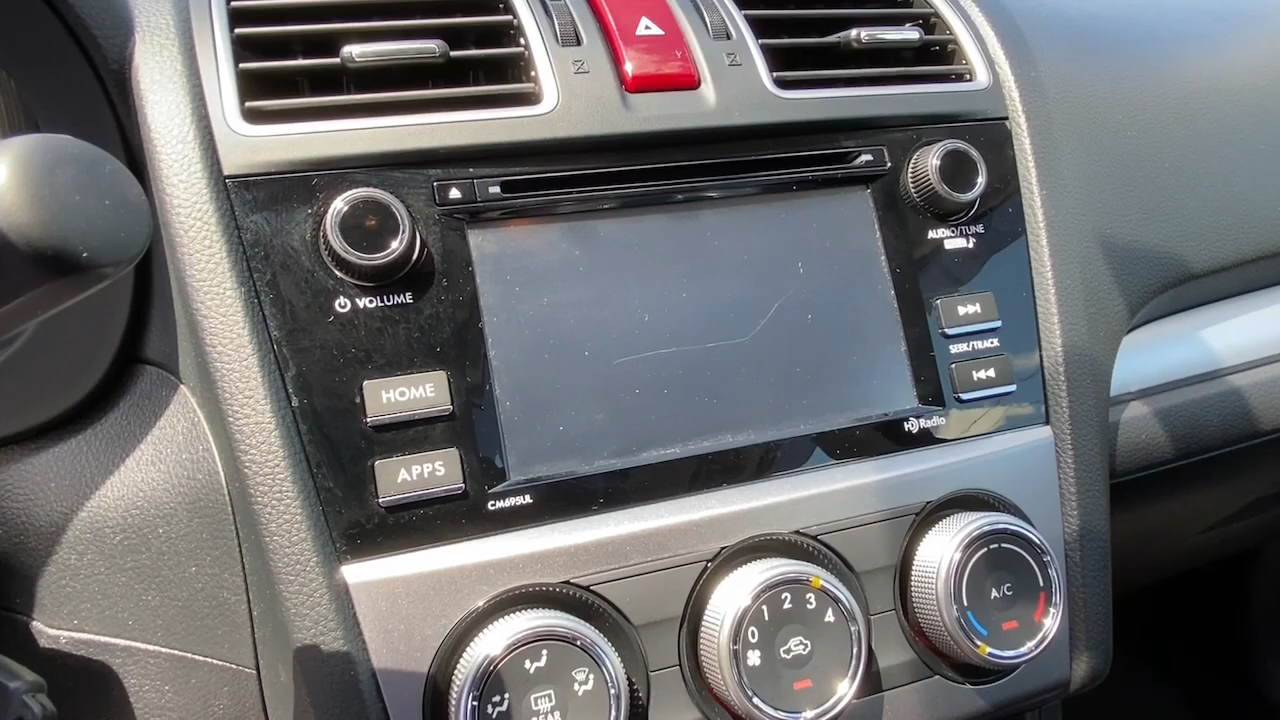 AUDIO/TUNE
VOLUME
SEEK/TRACK
HOME
HD Radio
APPS
CM695UL
0 1 2 3 4
A/C
REAR